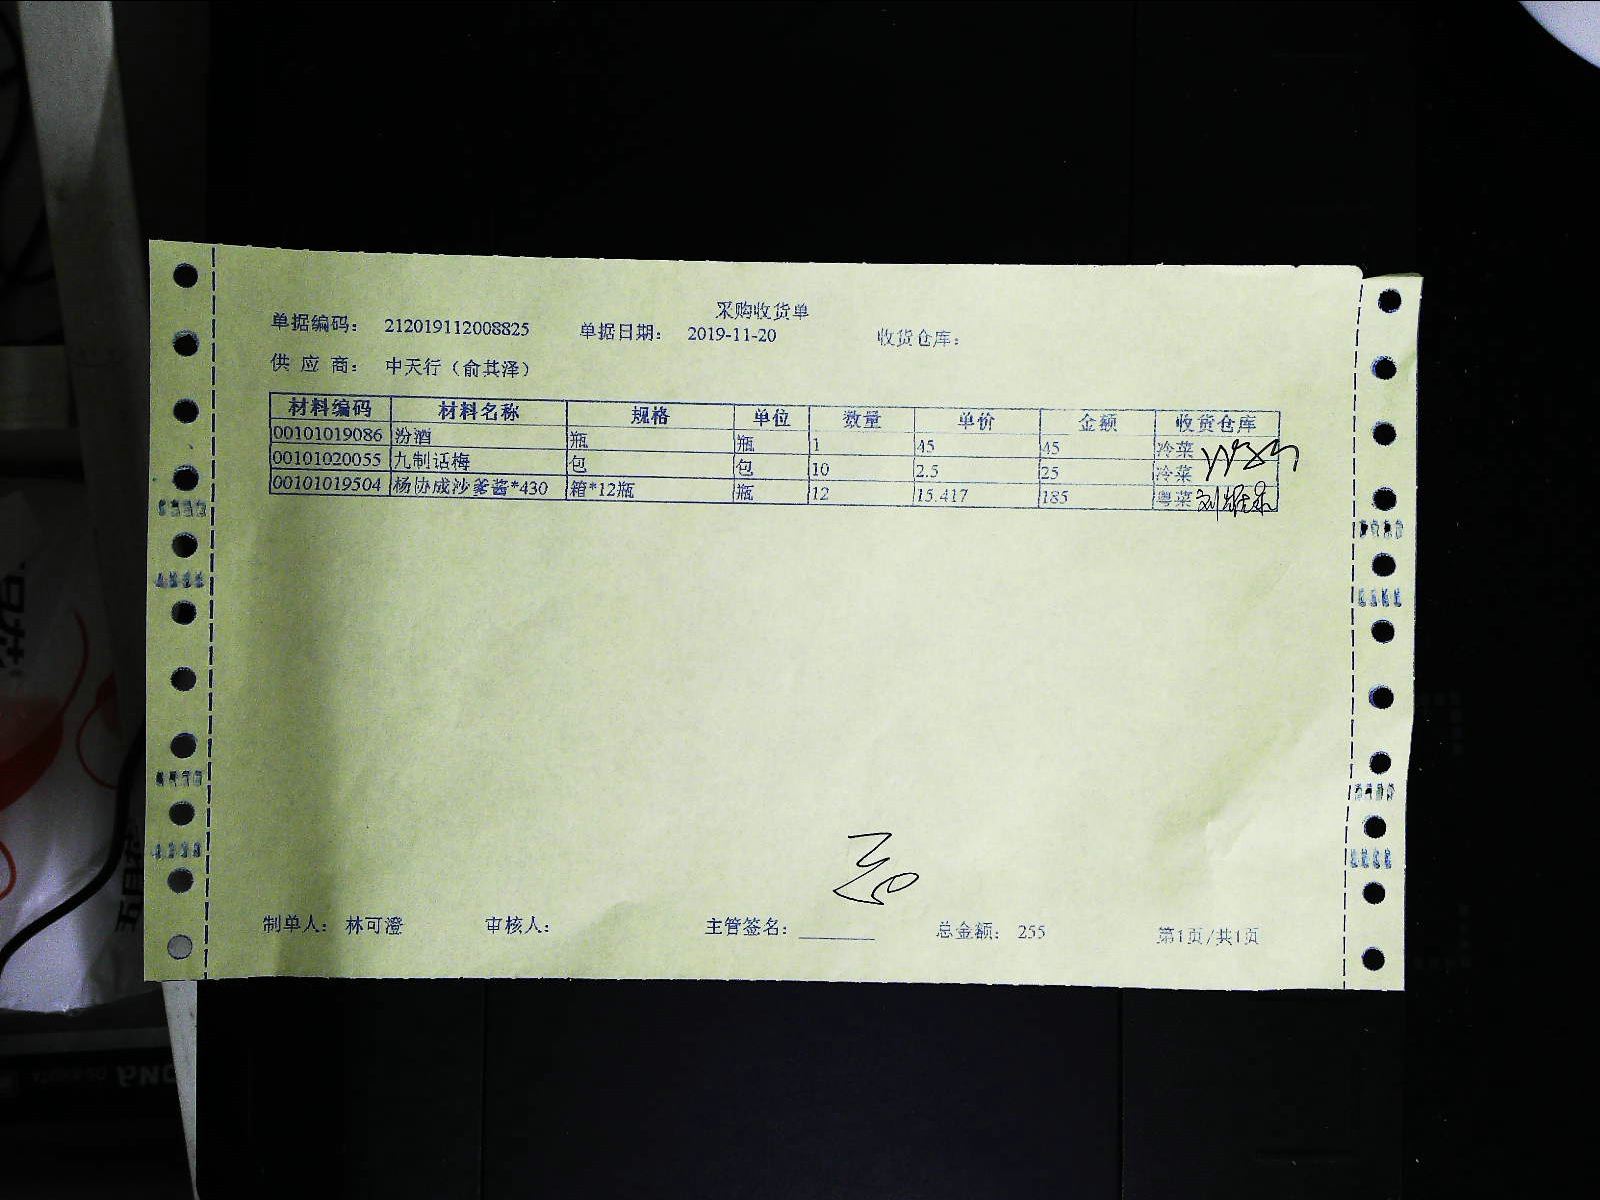 采购收货单
单据编码： 212019112008825 单据日期： 2019-11-20 收货仓库：
供 应 商： 中天行（俞其泽）
材料编码 材料名称 规格 单位 数量 单价 金额 收货仓库
00101019086 汾酒 瓶 瓶 1 45 45 冷菜
00101020055 九制话梅 包 包 10 2.5 25 冷菜
00101019504 杨协成沙爹酱*430 箱*12瓶 瓶 12 15.417 185 粤菜
制单人： 林可澄 审核人： 主管签名： 总金额： 255 第1页/共1页